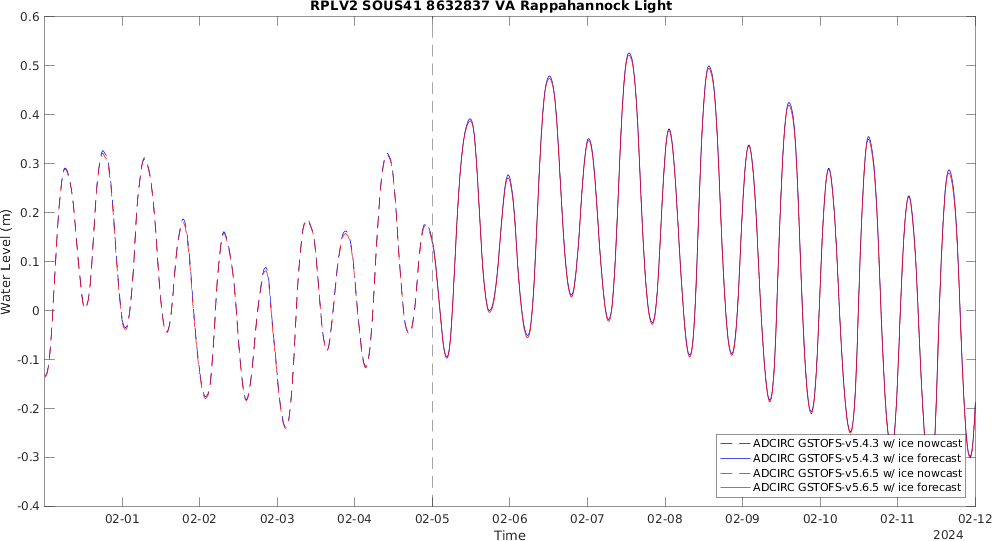 RPLV2 SOUS41 8632837 VA Rappahannock Light
0.6
0.5
0.4
0.3
0.2
0.1
0
-0.1
-0.2
-0.3
-0.4
Water Level (m)
ADCIRC GSTOFS-v5.4.3 w/ ice nowcast
ADCIRC GSTOFS-v5.4.3 w/ ice forecast
ADCIRC GSTOFS-v5.6.5 w/ ice nowcast
ADCIRC GSTOFS-v5.6.5 w/ ice forecast
02-01 02-02 02-03 02-04 02-05 02-06 02-07 02-08 02-09 02-10 02-11 02-12
Time
2024